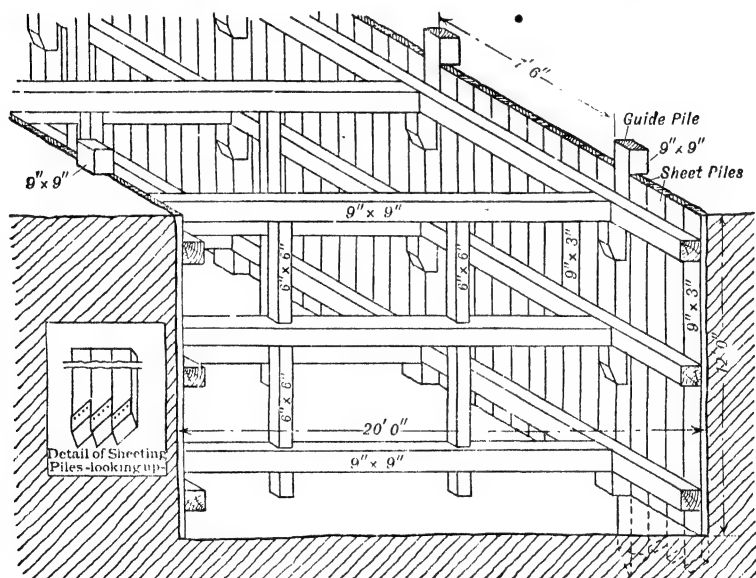 7' 6"
Guide Pile
9" × 9"
Sheet Piles
9" × 9"
9" × 9"
6" × 6"
6" × 6"
9" × 3"
9" × 3"
12' 0"
6" × 6"
20' 0"
9" × 9"
Detail of Sheeting
Piles -looking up-